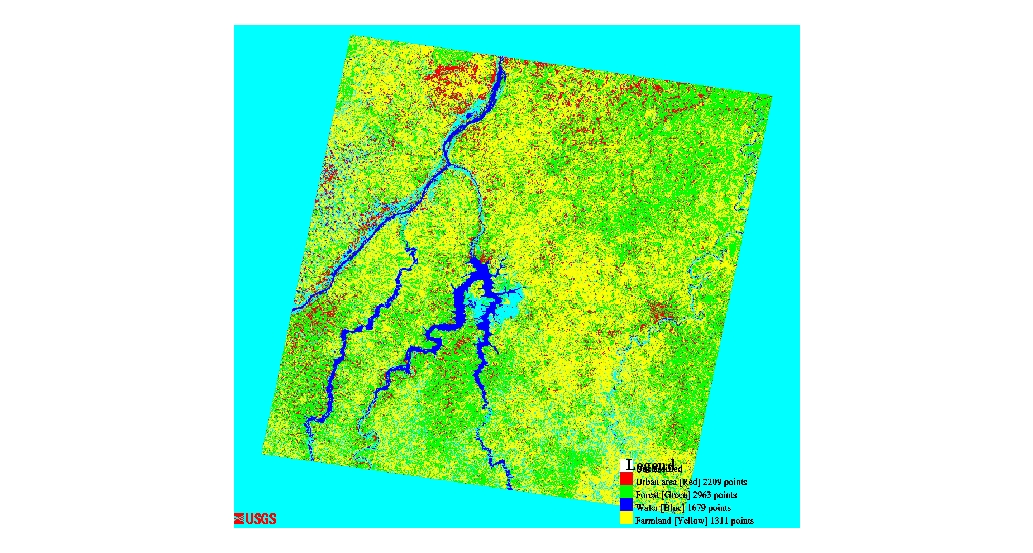 Legend
Urban area [Red] 2209 points
Forest [Green] 2963 points
Water [Blue] 1679 points
Farmland [Yellow] 1311 points
USGS